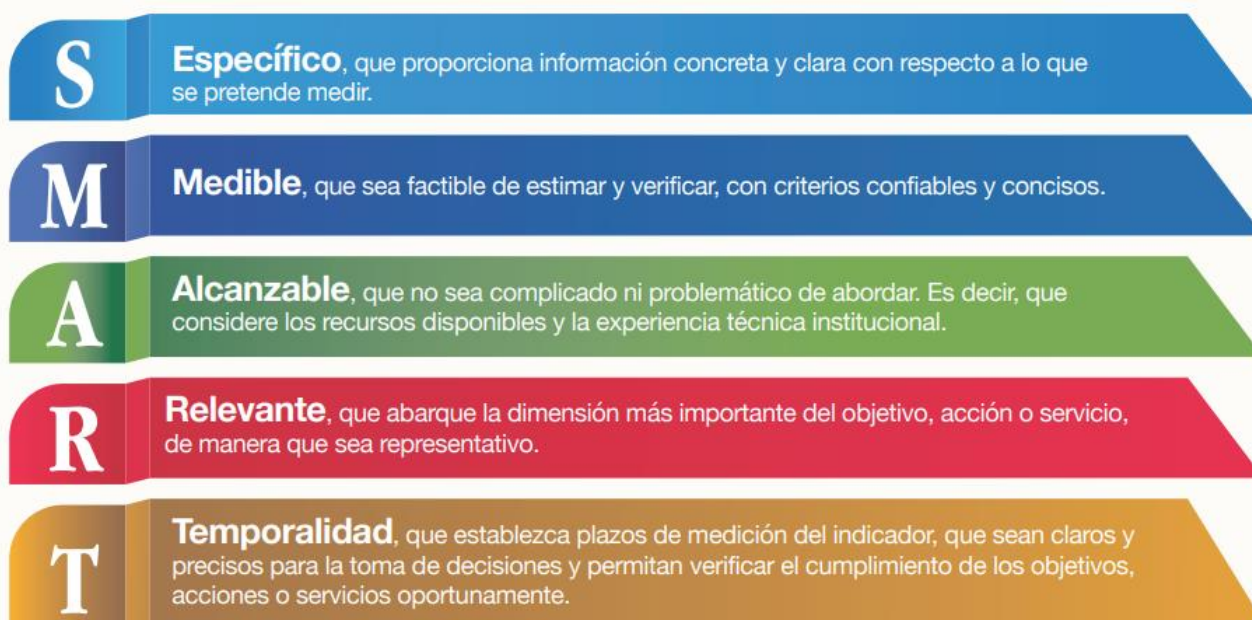 S
Específico, que proporciona información concreta y clara con respecto a lo que
se pretende medir.
M
Medible, que sea factible de estimar y verificar, con criterios confiables y concisos.
A
Alcanzable, que no sea complicado ni problemático de abordar. Es decir, que
considere los recursos disponibles y la experiencia técnica institucional.
R
Relevante, que abarque la dimensión más importante del objetivo, acción o servicio,
de manera que sea representativo.
T
Temporalidad, que establezca plazos de medición del indicador, que sean claros y
precisos para la toma de decisiones y permitan verificar el cumplimiento de los objetivos,
acciones o servicios oportunamente.